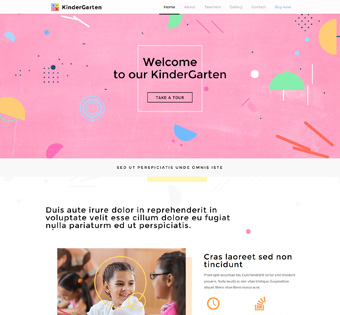 KinderGarten
Home About Teachers Gallery Contact Buy now
Welcome
to our KinderGarten
TAKE A TOUR
SED UT PERSPICIATIS UNDE OMNIS ISTE
Duis aute irure dolor in reprehenderit in
voluptate velit esse cillum dolore eu fugiat
nulla pariaturm ed ut perspiciatis.
Cras laoreet sed non
tincidunt